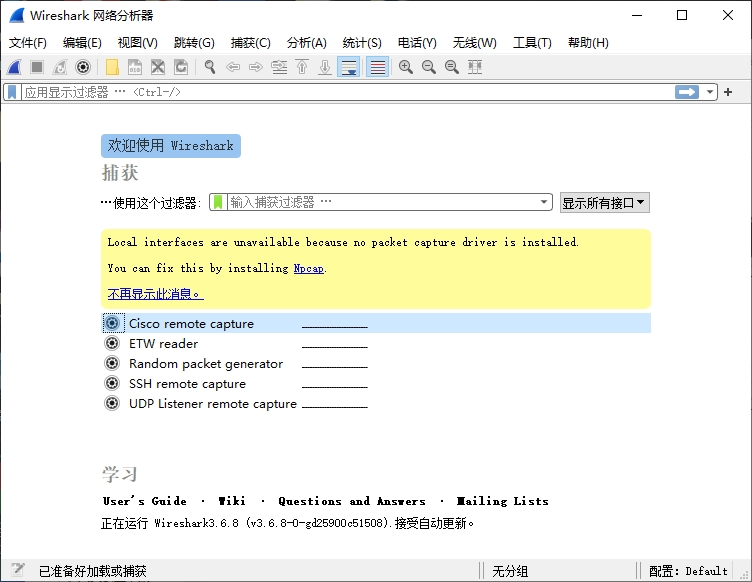 Wireshark 网络分析器
文件(F) 编辑(E) 视图(V) 跳转(G) 捕获(C) 分析(A) 统计(S) 电话(Y) 无线(W) 工具(T) 帮助(H)
应用显示过滤器 … <Ctrl-/>
欢迎使用 Wireshark
捕获
…使用这个过滤器: 输入捕获过滤器 … 显示所有接口
Local interfaces are unavailable because no packet capture driver is installed.
You can fix this by installing Npcap.
不再显示此消息。
Cisco remote capture
ETW reader
Random packet generator
SSH remote capture
UDP Listener remote capture
学习
User's Guide · Wiki · Questions and Answers · Mailing Lists
正在运行 Wireshark3.6.8 (v3.6.8-0-gd25900c51508).接受自动更新。
已准备好加载或捕获 无分组 配置: Default